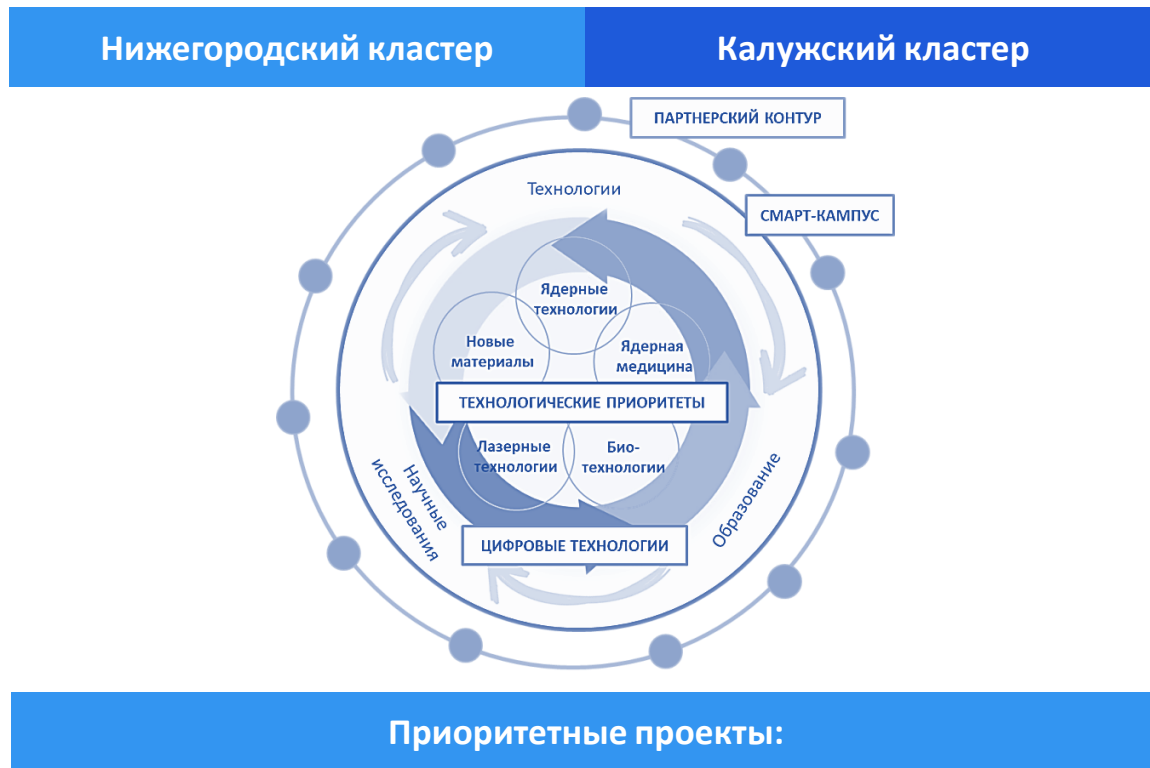 Нижегородский кластер
Калужский кластер
ПАРТНЕРСКИЙ КОНТУР
Технологии
СМАРТ-КАМПУС
Ядерные
технологии
Новые
материалы
Ядерная
медицина
ТЕХНОЛОГИЧЕСКИЕ ПРИОРИТЕТЫ
Лазерные
технологии
Био-
технологии
Научные
исследования
Образование
ЦИФРОВЫЕ ТЕХНОЛОГИИ
Приоритетные проекты: